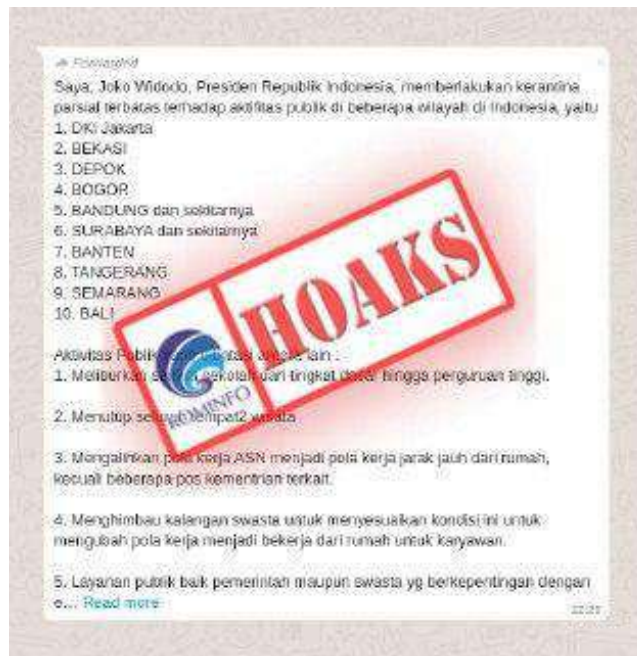 Forwarded
Saya, Joko Widodo, Presiden Republik Indonesia, memberlakukan kerantina
parsial terbatas terhadap aktifitas publik di beberapa wilayah di Indonesia, yaitu
1. DKI Jakarta
2. BEKASI
3. DEPOK
4. BOGOR
5. BANDUNG dan sekitarnya
6. SURABAYA dan sekitarnya
7. BANTEN
8. TANGERANG
9. SEMARANG
10. BALI
HOAKS
KOMINFO
Aktivitas Publik lain :
1. Meliburkan sekolah dari tingkat dasar hingga perguruan tinggi.
2. Menutup tempat2 wisata
3. Mengalihkan pola kerja ASN menjadi pola kerja jarak jauh dari rumah,
kecuali beberapa pos kementrian terkait.
4. Menghimbau kalangan swasta untuk menyesuaikan kondisi ini untuk
mengubah pola kerja menjadi bekerja dari rumah untuk karyawan.
5. Layanan publik baik pemerintah maupun swasta yg berkepentingan dengan
e... Read more